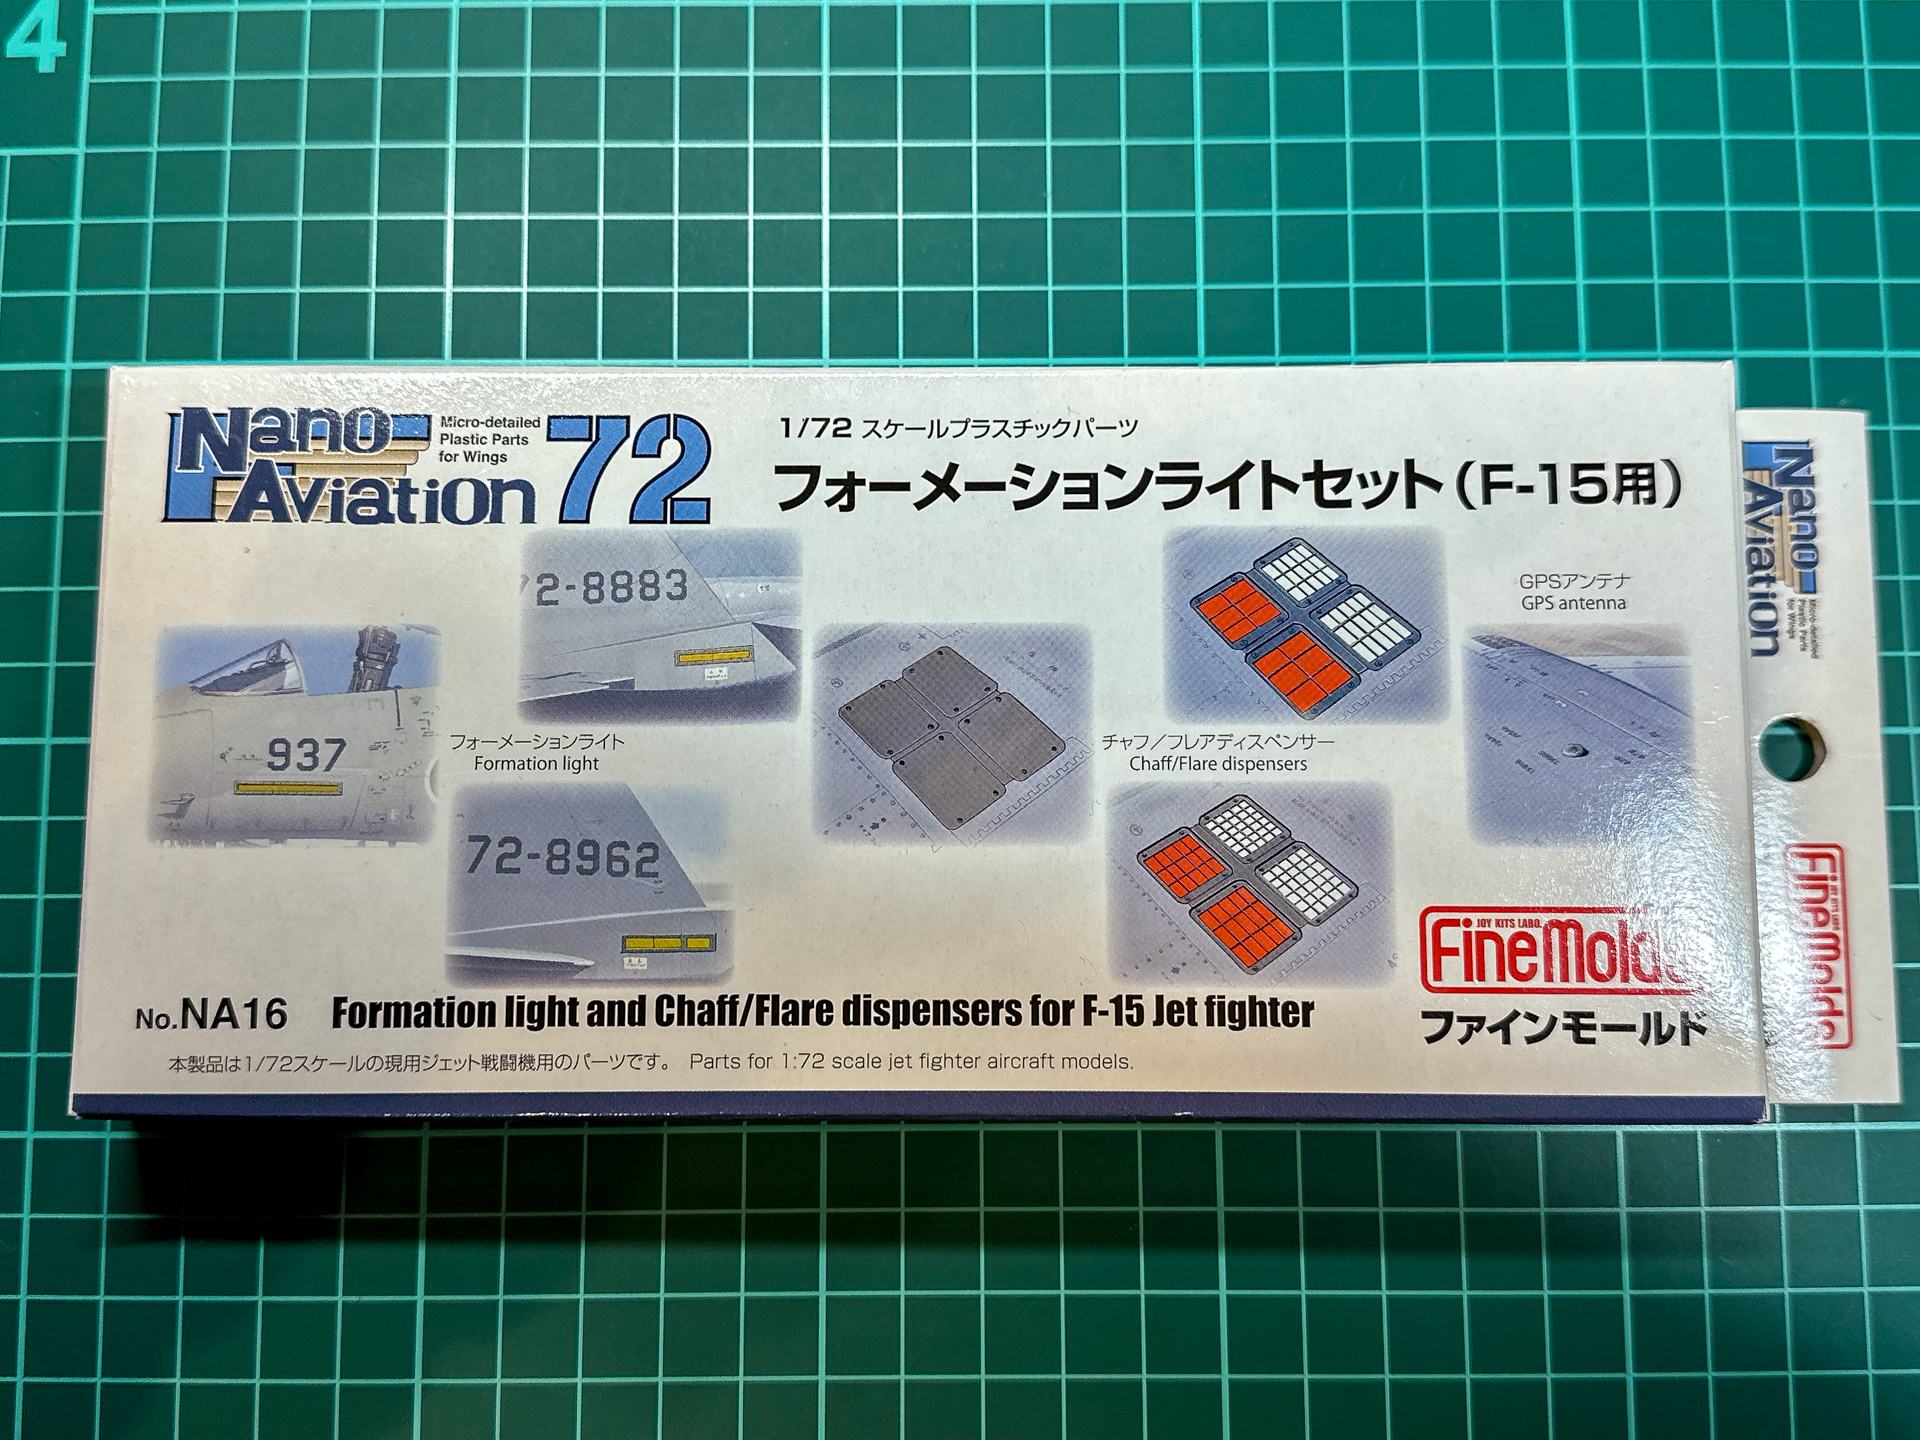 4
Nano
Aviation
Micro-detailed
Plastic Parts
for Wings
72
1/72 スケールプラスチックパーツ
フォーメーションライトセット(F-15用)
72-8883
937
フォーメーションライト
Formation light
72-8962
チャフ/フレアディスペンサー
Chaff/Flare dispensers
GPSアンテナ
GPS antenna
JOY KITS LABO.
FineMolds
ファインモールド
No.NA16 Formation light and Chaff/Flare dispensers for F-15 Jet fighter
本製品は1/72スケールの現用ジェット戦闘機用のパーツです。 Parts for 1:72 scale jet fighter aircraft models.
Nano
Aviation
Micro-detailed
Plastic Parts
for Wings
FineMolds